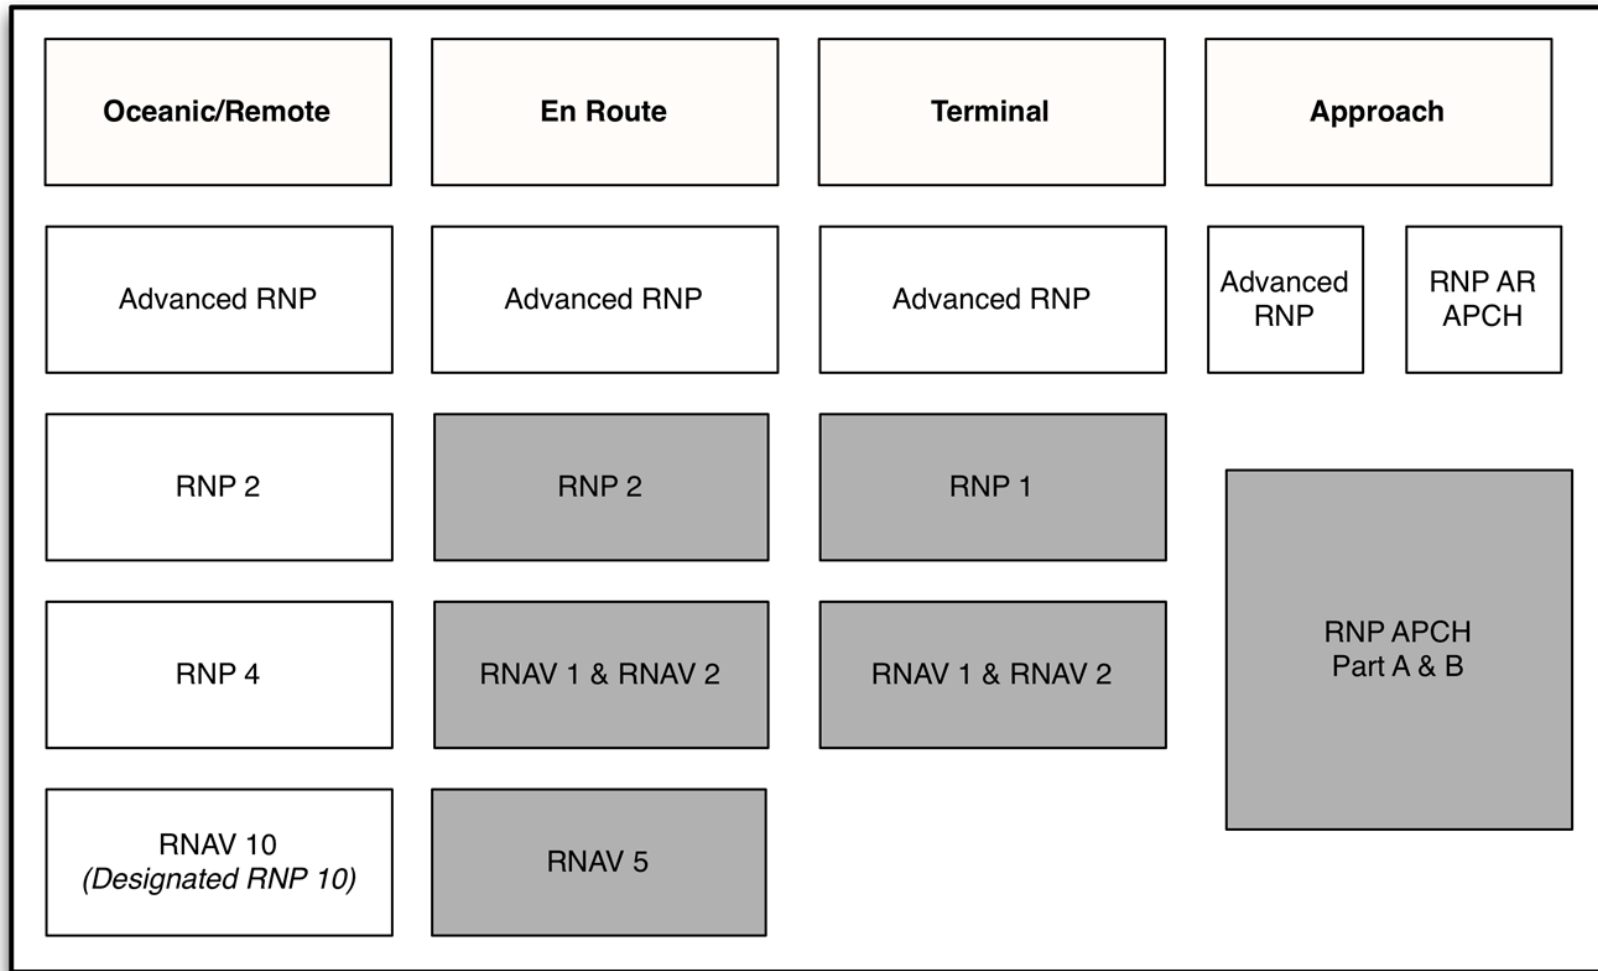 Oceanic/Remote
En Route
Terminal
Approach
Advanced RNP
Advanced RNP
Advanced RNP
Advanced
RNP
RNP AR
APCH
RNP 2
RNP 2
RNP 1
RNP 4
RNAV 1 & RNAV 2
RNAV 1 & RNAV 2
RNP APCH
Part A & B
RNAV 10
(Designated RNP 10)
RNAV 5